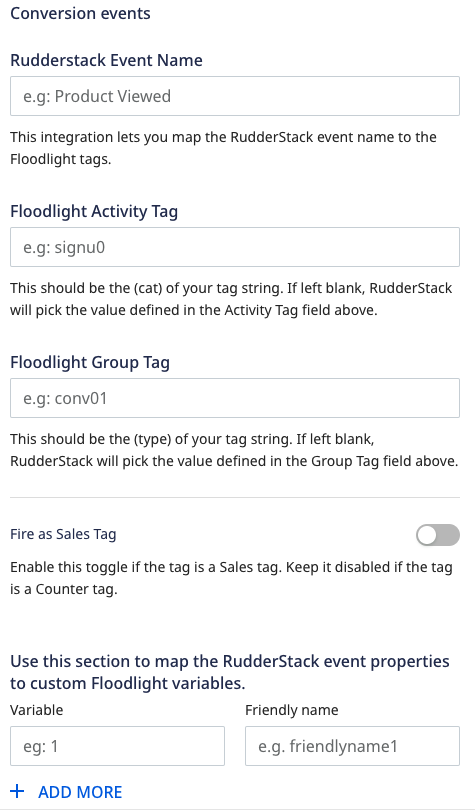 Conversion events
Rudderstack Event Name
e.g: Product Viewed
This integration lets you map the RudderStack event name to the
Floodlight tags.
Floodlight Activity Tag
e.g: signu0
This should be the (cat) of your tag string. If left blank, RudderStack
will pick the value defined in the Activity Tag field above.
Floodlight Group Tag
e.g: conv01
This should be the (type) of your tag string. If left blank,
RudderStack will pick the value defined in the Group Tag field above.
Fire as Sales Tag
Enable this toggle if the tag is a Sales tag. Keep it disabled if the tag
is a Counter tag.
Use this section to map the RudderStack event properties
to custom Floodlight variables.
Variable Friendly name
eg: 1 e.g. friendlyname1
+ ADD MORE